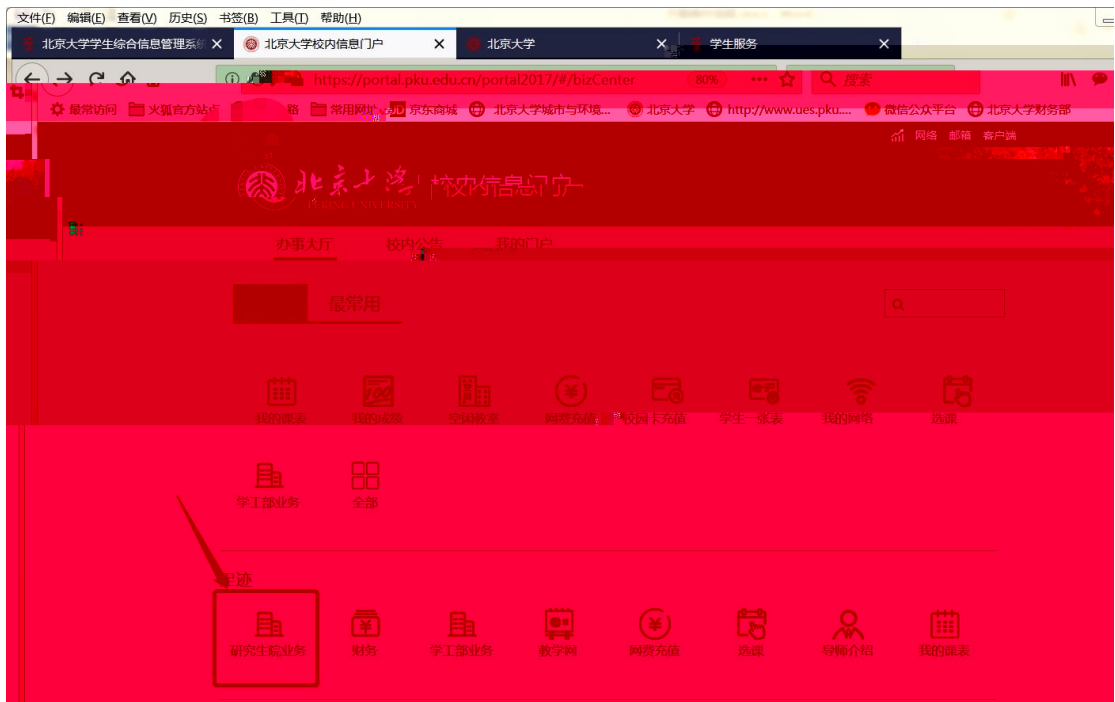 文件(F) 编辑(E) 查看(V) 历史(S) 书签(B) 工具(T) 帮助(H)
北京大学学生综合信息管理系统 × 北京大学校内信息门户 × 北京大学 × 学生服务 ×
https://portal.pku.edu.cn/portal2017/#/bizCenter 80% ••• 搜索
最常访问 火狐官方站点 常用网址 JD 京东商城 北京大学城市与环境... 北京大学 http://www.ues.pku.... 微信公众平台 北京大学财务部
网络 邮箱 客户端
北京大学 校内信息门户
PEKING UNIVERSITY
办事大厅 校内公告 我的门户
最常用
我的课表 我的成绩 空闲教室 网费充值 校园卡充值 学生一张表 我的网络 选课
学工部业务 全部
足迹
研究生院业务 财务 学工部业务 教学网 网费充值 选课 导师介绍 我的课表